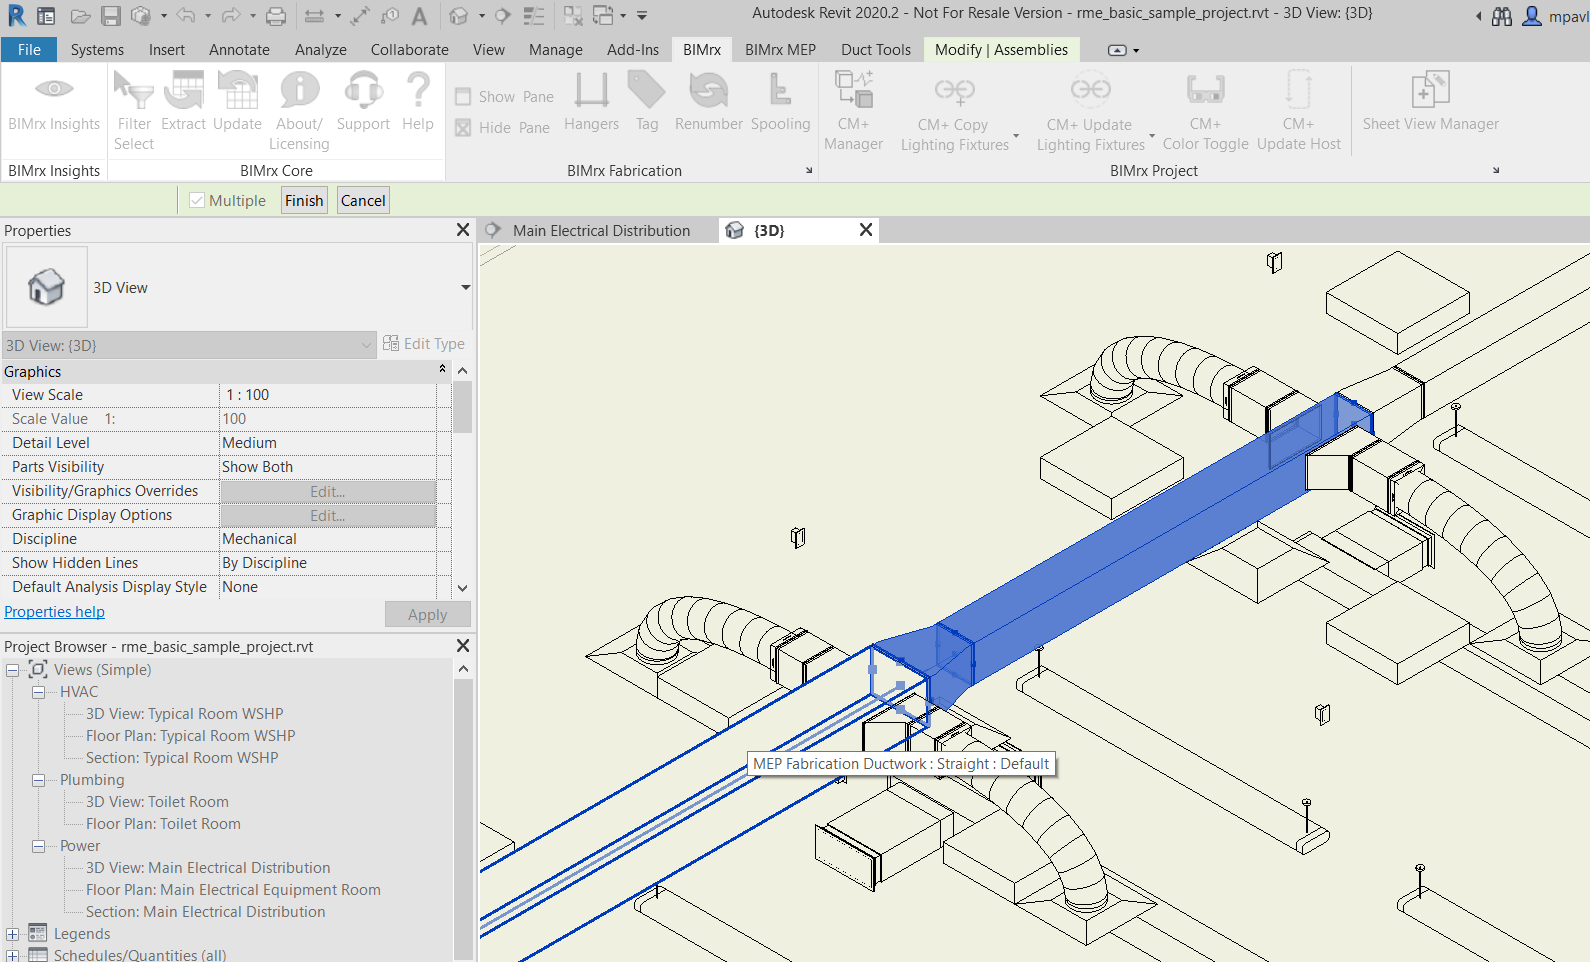 Autodesk Revit 2020.2 - Not For Resale Version - rme_basic_sample_project.rvt - 3D View: {3D}
mpavl
File Systems Insert Annotate Analyze Collaborate View Manage Add-Ins BIMrx BIMrx MEP Duct Tools Modify | Assemblies
BIMrx Insights
Filter
Select
Extract
Update
About/
Licensing
Support
Help
Show Pane
Hide Pane
Hangers
Tag
Renumber
Spooling
CM+
Manager
CM+ Copy
Lighting Fixtures
CM+ Update
Lighting Fixtures
CM+
Color Toggle
CM+
Update Host
Sheet View Manager
BIMrx Insights
BIMrx Core
BIMrx Fabrication
BIMrx Project
Multiple Finish Cancel
Properties
Main Electrical Distribution
{3D}
3D View
3D View: {3D}
Edit Type
Graphics
View Scale 1 : 100
Scale Value 1: 100
Detail Level Medium
Parts Visibility Show Both
Visibility/Graphics Overrides Edit...
Graphic Display Options Edit...
Discipline Mechanical
Show Hidden Lines By Discipline
Default Analysis Display Style None
Properties help
Apply
Project Browser - rme_basic_sample_project.rvt
Views (Simple)
HVAC
3D View: Typical Room WSHP
Floor Plan: Typical Room WSHP
Section: Typical Room WSHP
Plumbing
3D View: Toilet Room
Floor Plan: Toilet Room
Power
3D View: Main Electrical Distribution
Floor Plan: Main Electrical Equipment Room
Section: Main Electrical Distribution
Legends
Schedules/Quantities (all)
MEP Fabrication Ductwork : Straight : Default